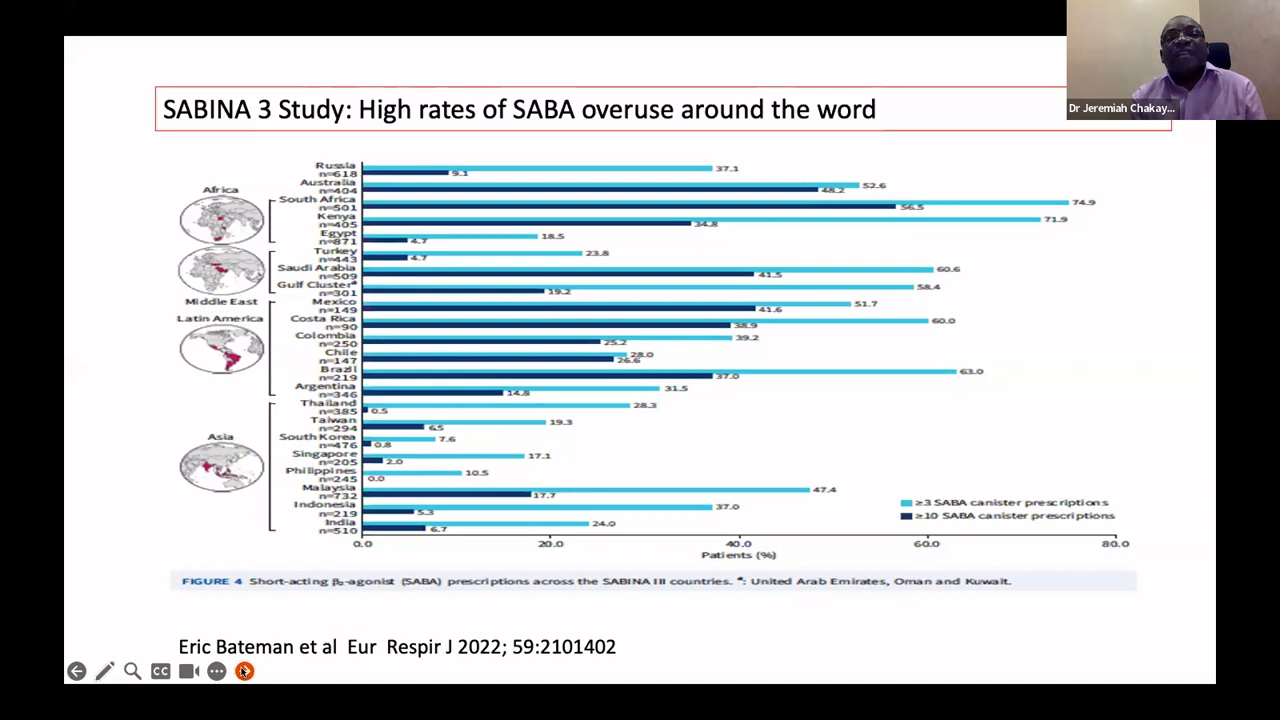 Dr Jeremiah Chakay...
SABINA 3 Study: High rates of SABA overuse around the word
Russia
n=618
37.1
9.1
Australia
n=404
52.6
48.2
Africa
South Africa
n=501
74.9
56.5
Kenya
n=405
71.9
34.8
Egypt
n=871
18.5
4.7
Turkey
n=443
23.8
4.7
Saudi Arabia
n=509
60.6
41.5
Gulf Clusterª
n=301
58.4
19.2
Middle East
Mexico
n=149
51.7
41.6
Latin America
Costa Rica
n=90
60.0
38.9
Colombia
n=250
39.2
25.2
Chile
n=147
28.0
26.6
Brazil
n=219
63.0
37.0
Argentina
n=346
31.5
14.8
Thailand
n=385
28.3
0.5
Taiwan
n=294
19.3
6.5
Asia
South Korea
n=476
7.6
0.8
Singapore
n=205
17.1
2.0
Philippines
n=245
10.5
0.0
Malaysia
n=732
47.4
17.7
Indonesia
n=219
37.0
5.3
India
n=510
24.0
6.7
≥3 SABA canister prescriptions
≥10 SABA canister prescriptions
0.0 20.0 40.0 60.0 80.0
Patients (%)
FIGURE 4 Short-acting β₂-agonist (SABA) prescriptions across the SABINA III countries. ª: United Arab Emirates, Oman and Kuwait.
Eric Bateman et al Eur Respir J 2022; 59:2101402
CC